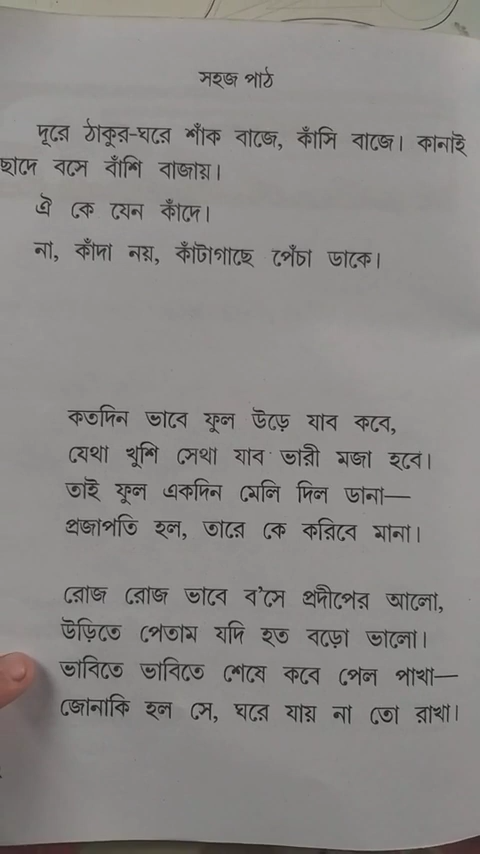 সহজ পাঠ
দূরে ঠাকুর-ঘরে শাঁক বাজে, কাঁসি বাজে। কানাই
ছাদে বসে বাঁশি বাজায়।
ঐ কে যেন কাঁদে।
না, কাঁদা নয়, কাঁটাগাছে পেঁচা ডাকে।
কতদিন ভাবে ফুল উড়ে যাব কবে,
যেথা খুশি সেথা যাব ভারী মজা হবে।
তাই ফুল একদিন মেলি দিল ডানা—
প্রজাপতি হল, তারে কে করিবে মানা।
রোজ রোজ ভাবে ব'সে প্রদীপের আলো,
উড়িতে পেতাম যদি হত বড়ো ভালো।
ভাবিতে ভাবিতে শেষে কবে পেল পাখা—
জোনাকি হল সে, ঘরে যায় না তো রাখা।